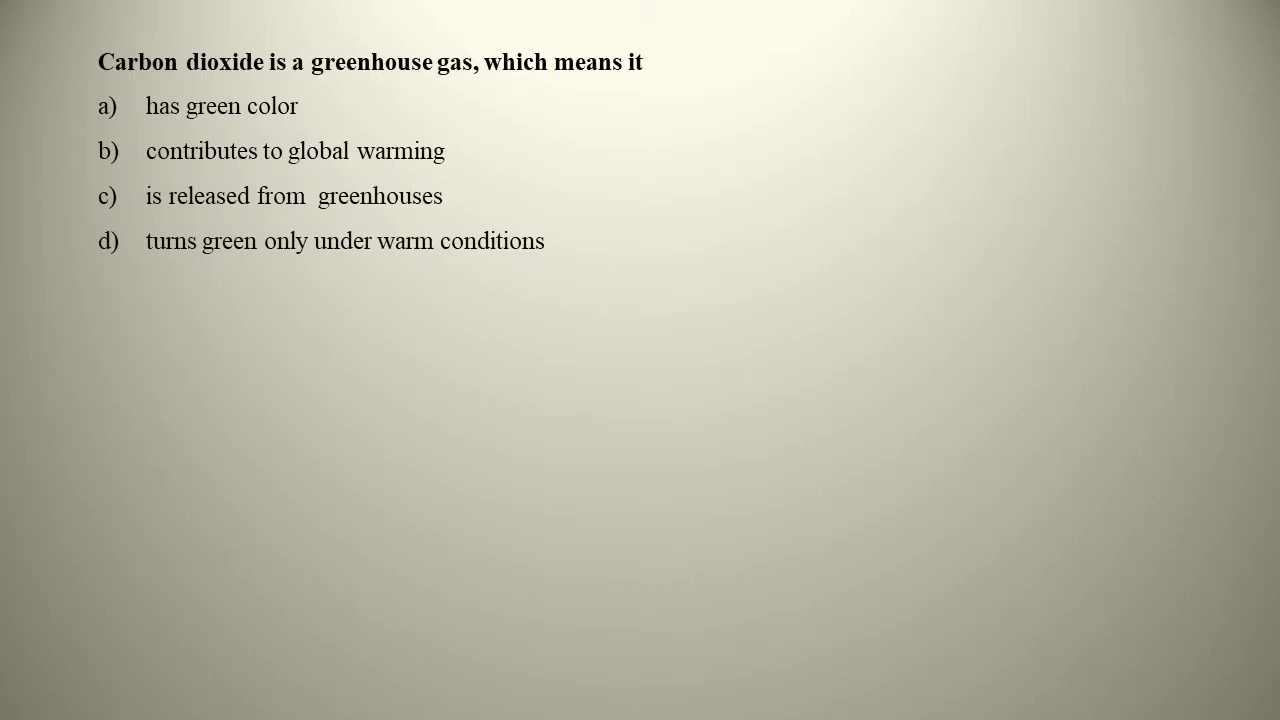 Carbon dioxide is a greenhouse gas, which means it
a) has green color
b) contributes to global warming
c) is released from greenhouses
d) turns green only under warm conditions